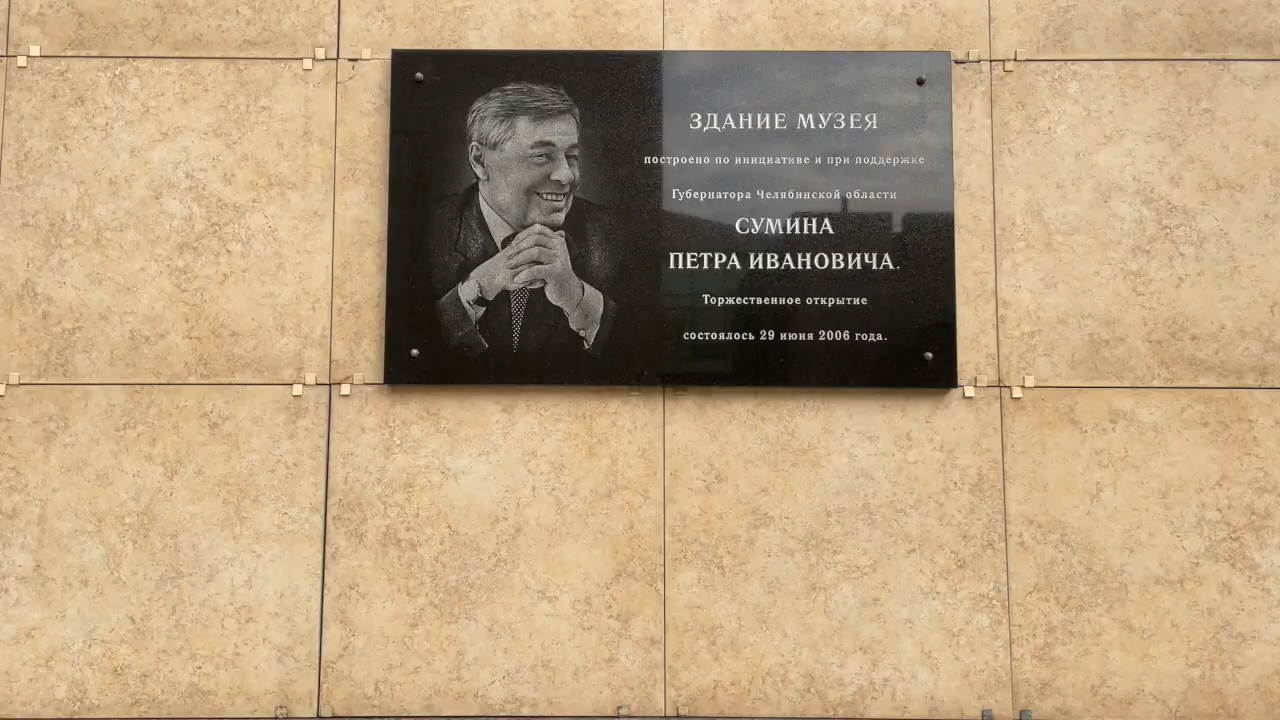 ЗДАНИЕ МУЗЕЯ
построено по инициативе и при поддержке
Губернатора Челябинской области
СУМИНА
ПЕТРА ИВАНОВИЧА.
Торжественное открытие
состоялось 29 июня 2006 года.